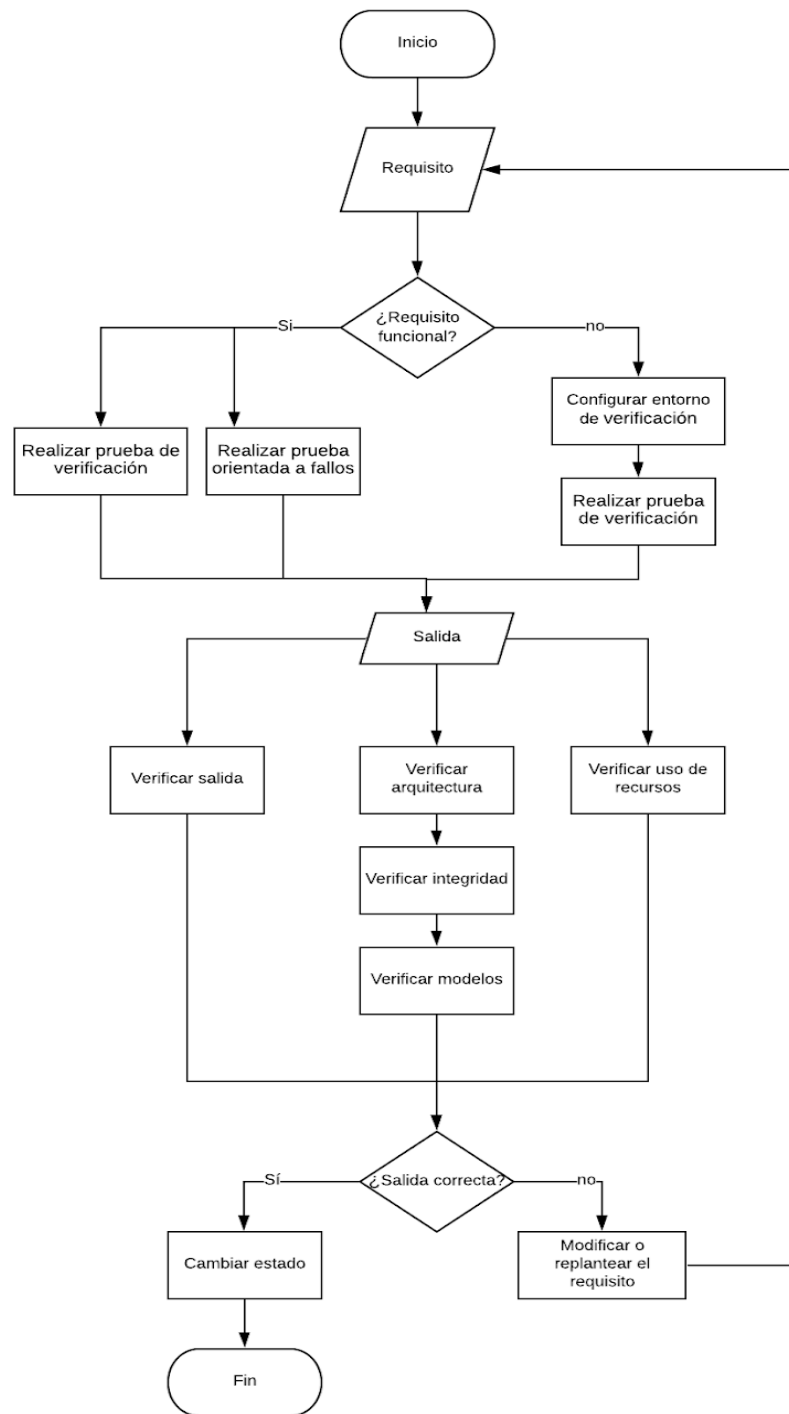 Inicio
Requisito
¿Requisito
funcional?
Si
no
Configurar entorno
de verificación
Realizar prueba de
verificación
Realizar prueba
orientada a fallos
Realizar prueba
de verificación
Salida
Verificar salida
Verificar
arquitectura
Verificar uso de
recursos
Verificar integridad
Verificar modelos
¿Salida correcta?
Sí
no
Cambiar estado
Modificar o
replantear el
requisito
Fin